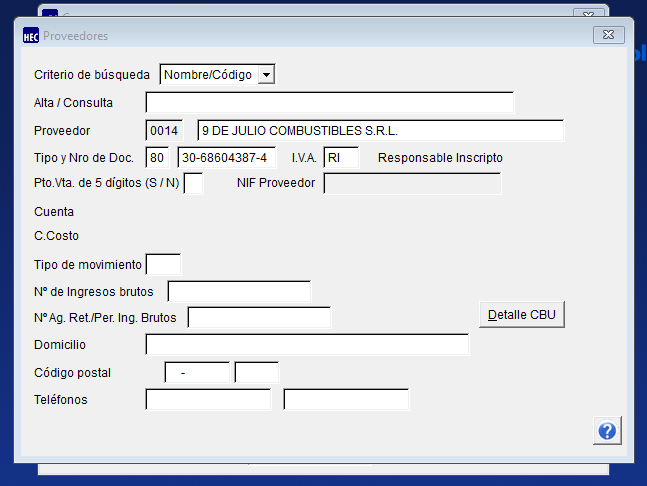 HEC Proveedores
Criterio de búsqueda Nombre/Código
Alta / Consulta
Proveedor 0014 9 DE JULIO COMBUSTIBLES S.R.L.
Tipo y Nro de Doc. 80 30-68604387-4 I.V.A. RI Responsable Inscripto
Pto.Vta. de 5 dígitos (S / N) NIF Proveedor
Cuenta
C.Costo
Tipo de movimiento
Nº de Ingresos brutos
Nº Ag. Ret./Per. Ing. Brutos Detalle CBU
Domicilio
Código postal -
Teléfonos
?